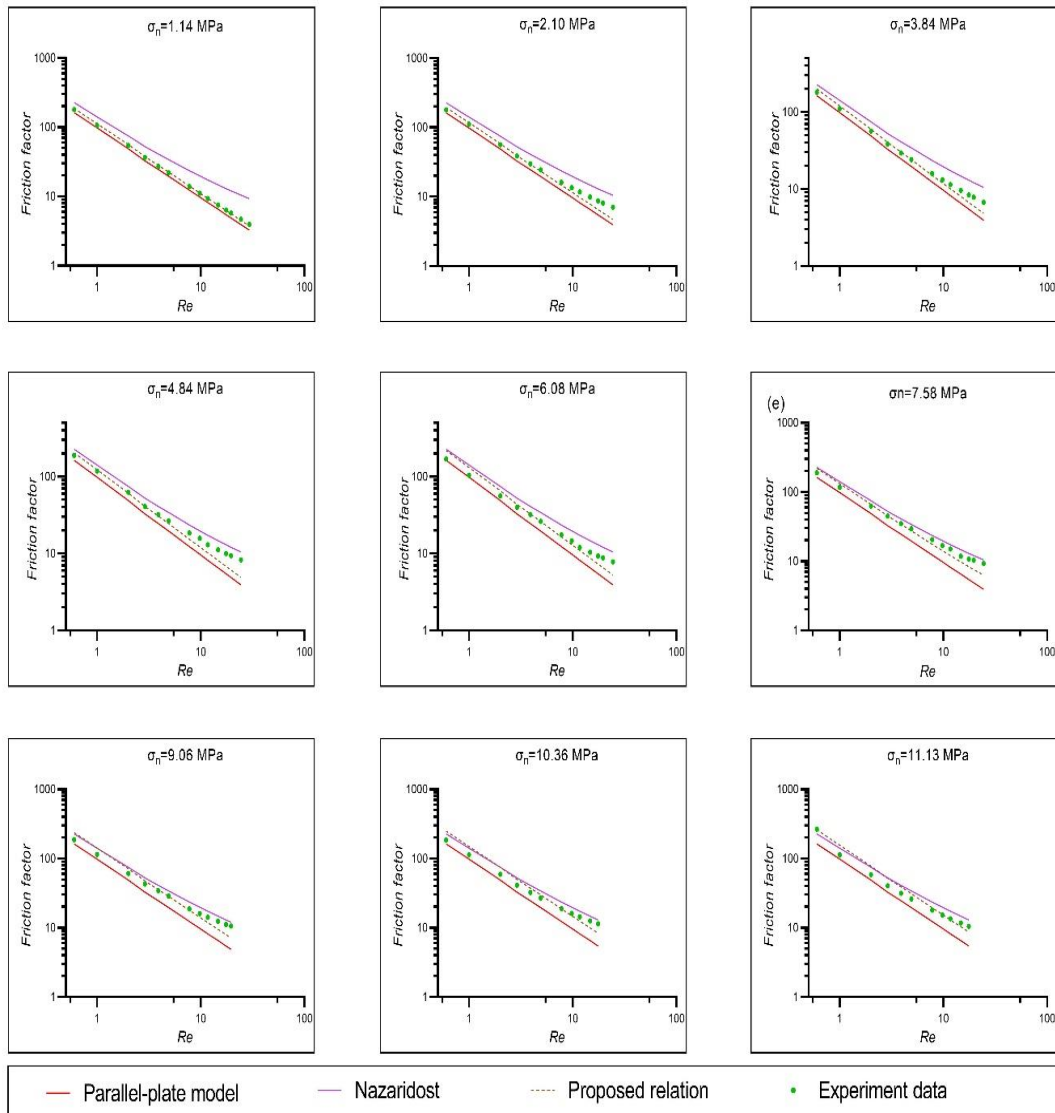 σn=1.14 MPa
1000
100
10
1
Friction factor
1
10
100
Re
σn=2.10 MPa
1000
100
10
1
Friction factor
1
10
100
Re
σn=3.84 MPa
100
10
1
Friction factor
1
10
100
Re
σn=4.84 MPa
100
10
1
Friction factor
1
10
100
Re
σn=6.08 MPa
100
10
1
Friction factor
1
10
100
Re
(e)
σn=7.58 MPa
1000
100
10
1
Friction factor
1
10
100
Re
σn=9.06 MPa
1000
100
10
1
Friction factor
1
10
100
Re
σn=10.36 MPa
1000
100
10
1
Friction factor
1
10
100
Re
σn=11.13 MPa
1000
100
10
1
Friction factor
1
10
100
Re
Parallel-plate model
Nazaridost
Proposed relation
Experiment data